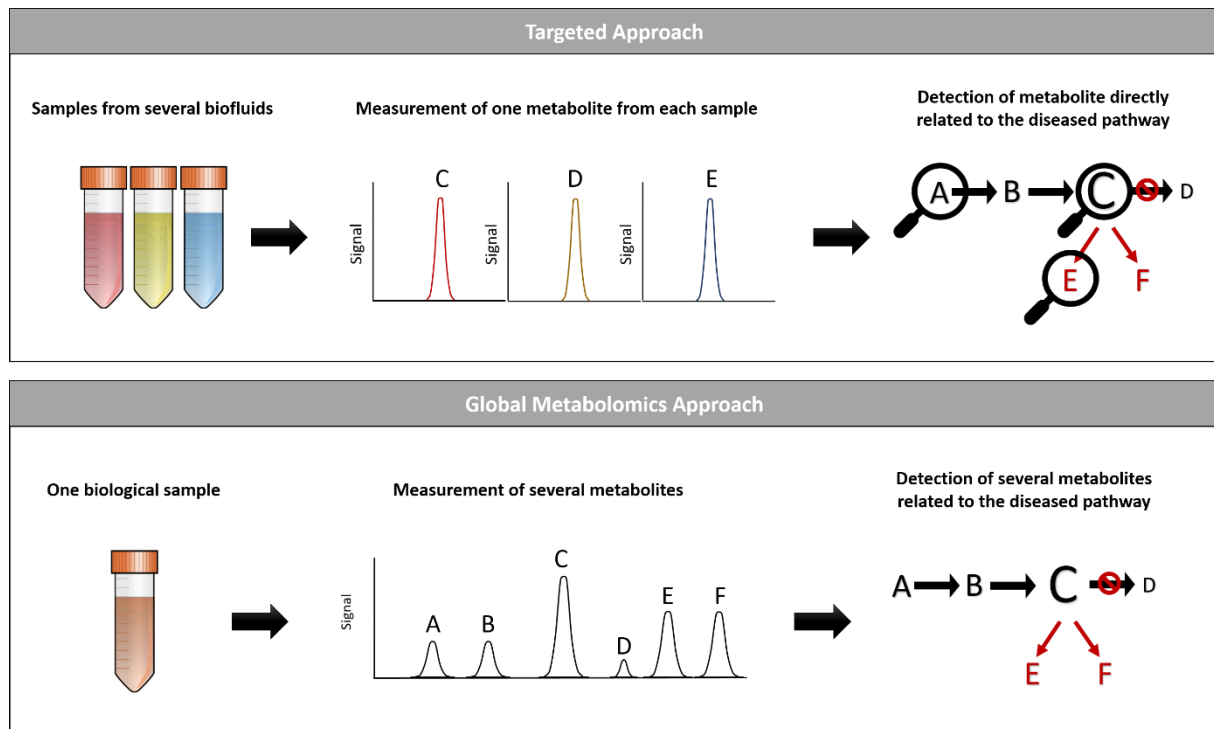 Targeted Approach
Samples from several biofluids
Measurement of one metabolite from each sample
Detection of metabolite directly
related to the diseased pathway
C
D
E
Signal
Signal
Signal
A
B
C
D
E
F
Global Metabolomics Approach
One biological sample
Measurement of several metabolites
Detection of several metabolites
related to the diseased pathway
Signal
A
B
C
D
E
F
A
B
C
D
E
F